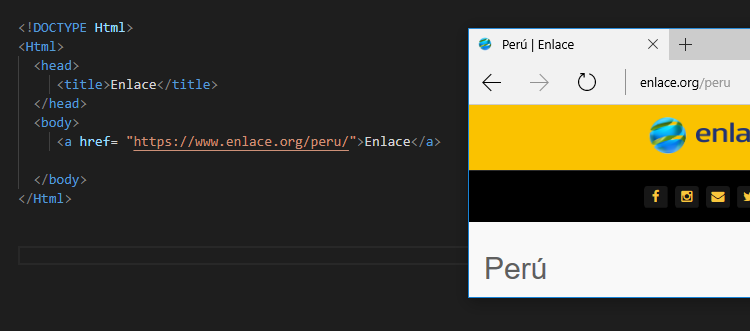 <!DOCTYPE Html>
<Html>
<head>
<title>Enlace</title>
</head>
<body>
<a href= "https://www.enlace.org/peru/">Enlace</a>
</body>
</Html>
Perú | Enlace
enlace.org/peru
enla
Perú